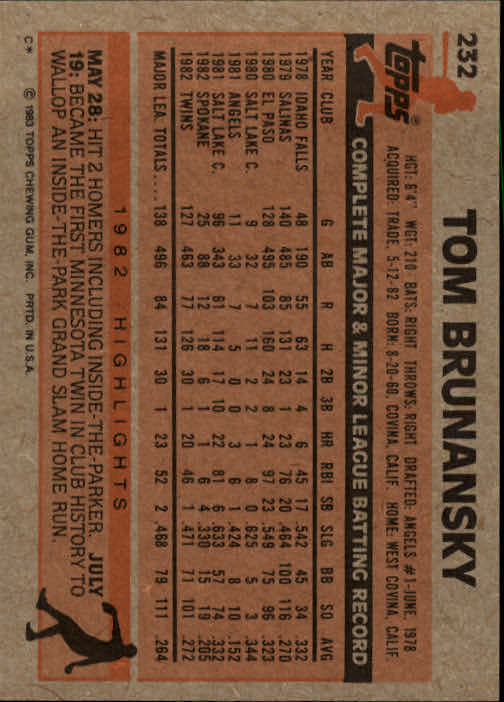 232
TOM BRUNANSKY
topps®
HGT: 6'4" WGT: 210 BATS: RIGHT THROWS: RIGHT DRAFTED: ANGELS #1-JUNE, 1978
ACQUIRED: TRADE, 5-12-82 BORN: 8-20-60, COVINA, CALIF. HOME: WEST COVINA, CALIF.
COMPLETE MAJOR & MINOR LEAGUE BATTING RECORD
YEAR CLUB G AB R H 2B 3B HR RBI SB SLG BB SO AVG
1978 IDAHO FALLS 48 190 55 63 14 4 6 45 17 .542 45 34 .332
1979 SALINAS 140 485 85 131 23 1 23 76 20 .464 100 116 .270
1980 EL PASO 128 495 103 160 24 8 24 97 23 .549 75 96 .323
1980 SALT LAKE C. 9 32 7 11 2 2 1 8 0 .625 5 3 .344
1981 ANGELS 11 33 7 5 0 0 3 6 1 .424 8 10 .152
1981 SALT LAKE C. 96 343 61 114 17 10 22 81 6 .633 57 74 .332
1982 SPOKANE 25 88 12 18 6 1 1 6 4 .330 15 19 .205
1982 TWINS 127 463 77 126 30 1 20 46 1 .471 71 101 .272
MAJOR LEA. TOTALS.... 138 496 84 131 30 1 23 52 2 .468 79 111 .264
1982 HIGHLIGHTS
MAY 28: HIT 2 HOMERS INCLUDING INSIDE-THE-PARKER. JULY
19: BECAME THE FIRST MINNESOTA TWIN IN CLUB HISTORY TO
WALLOP AN INSIDE-THE-PARK GRAND SLAM HOME RUN.
C* © 1983 TOPPS CHEWING GUM, INC. PRTD. IN U.S.A.